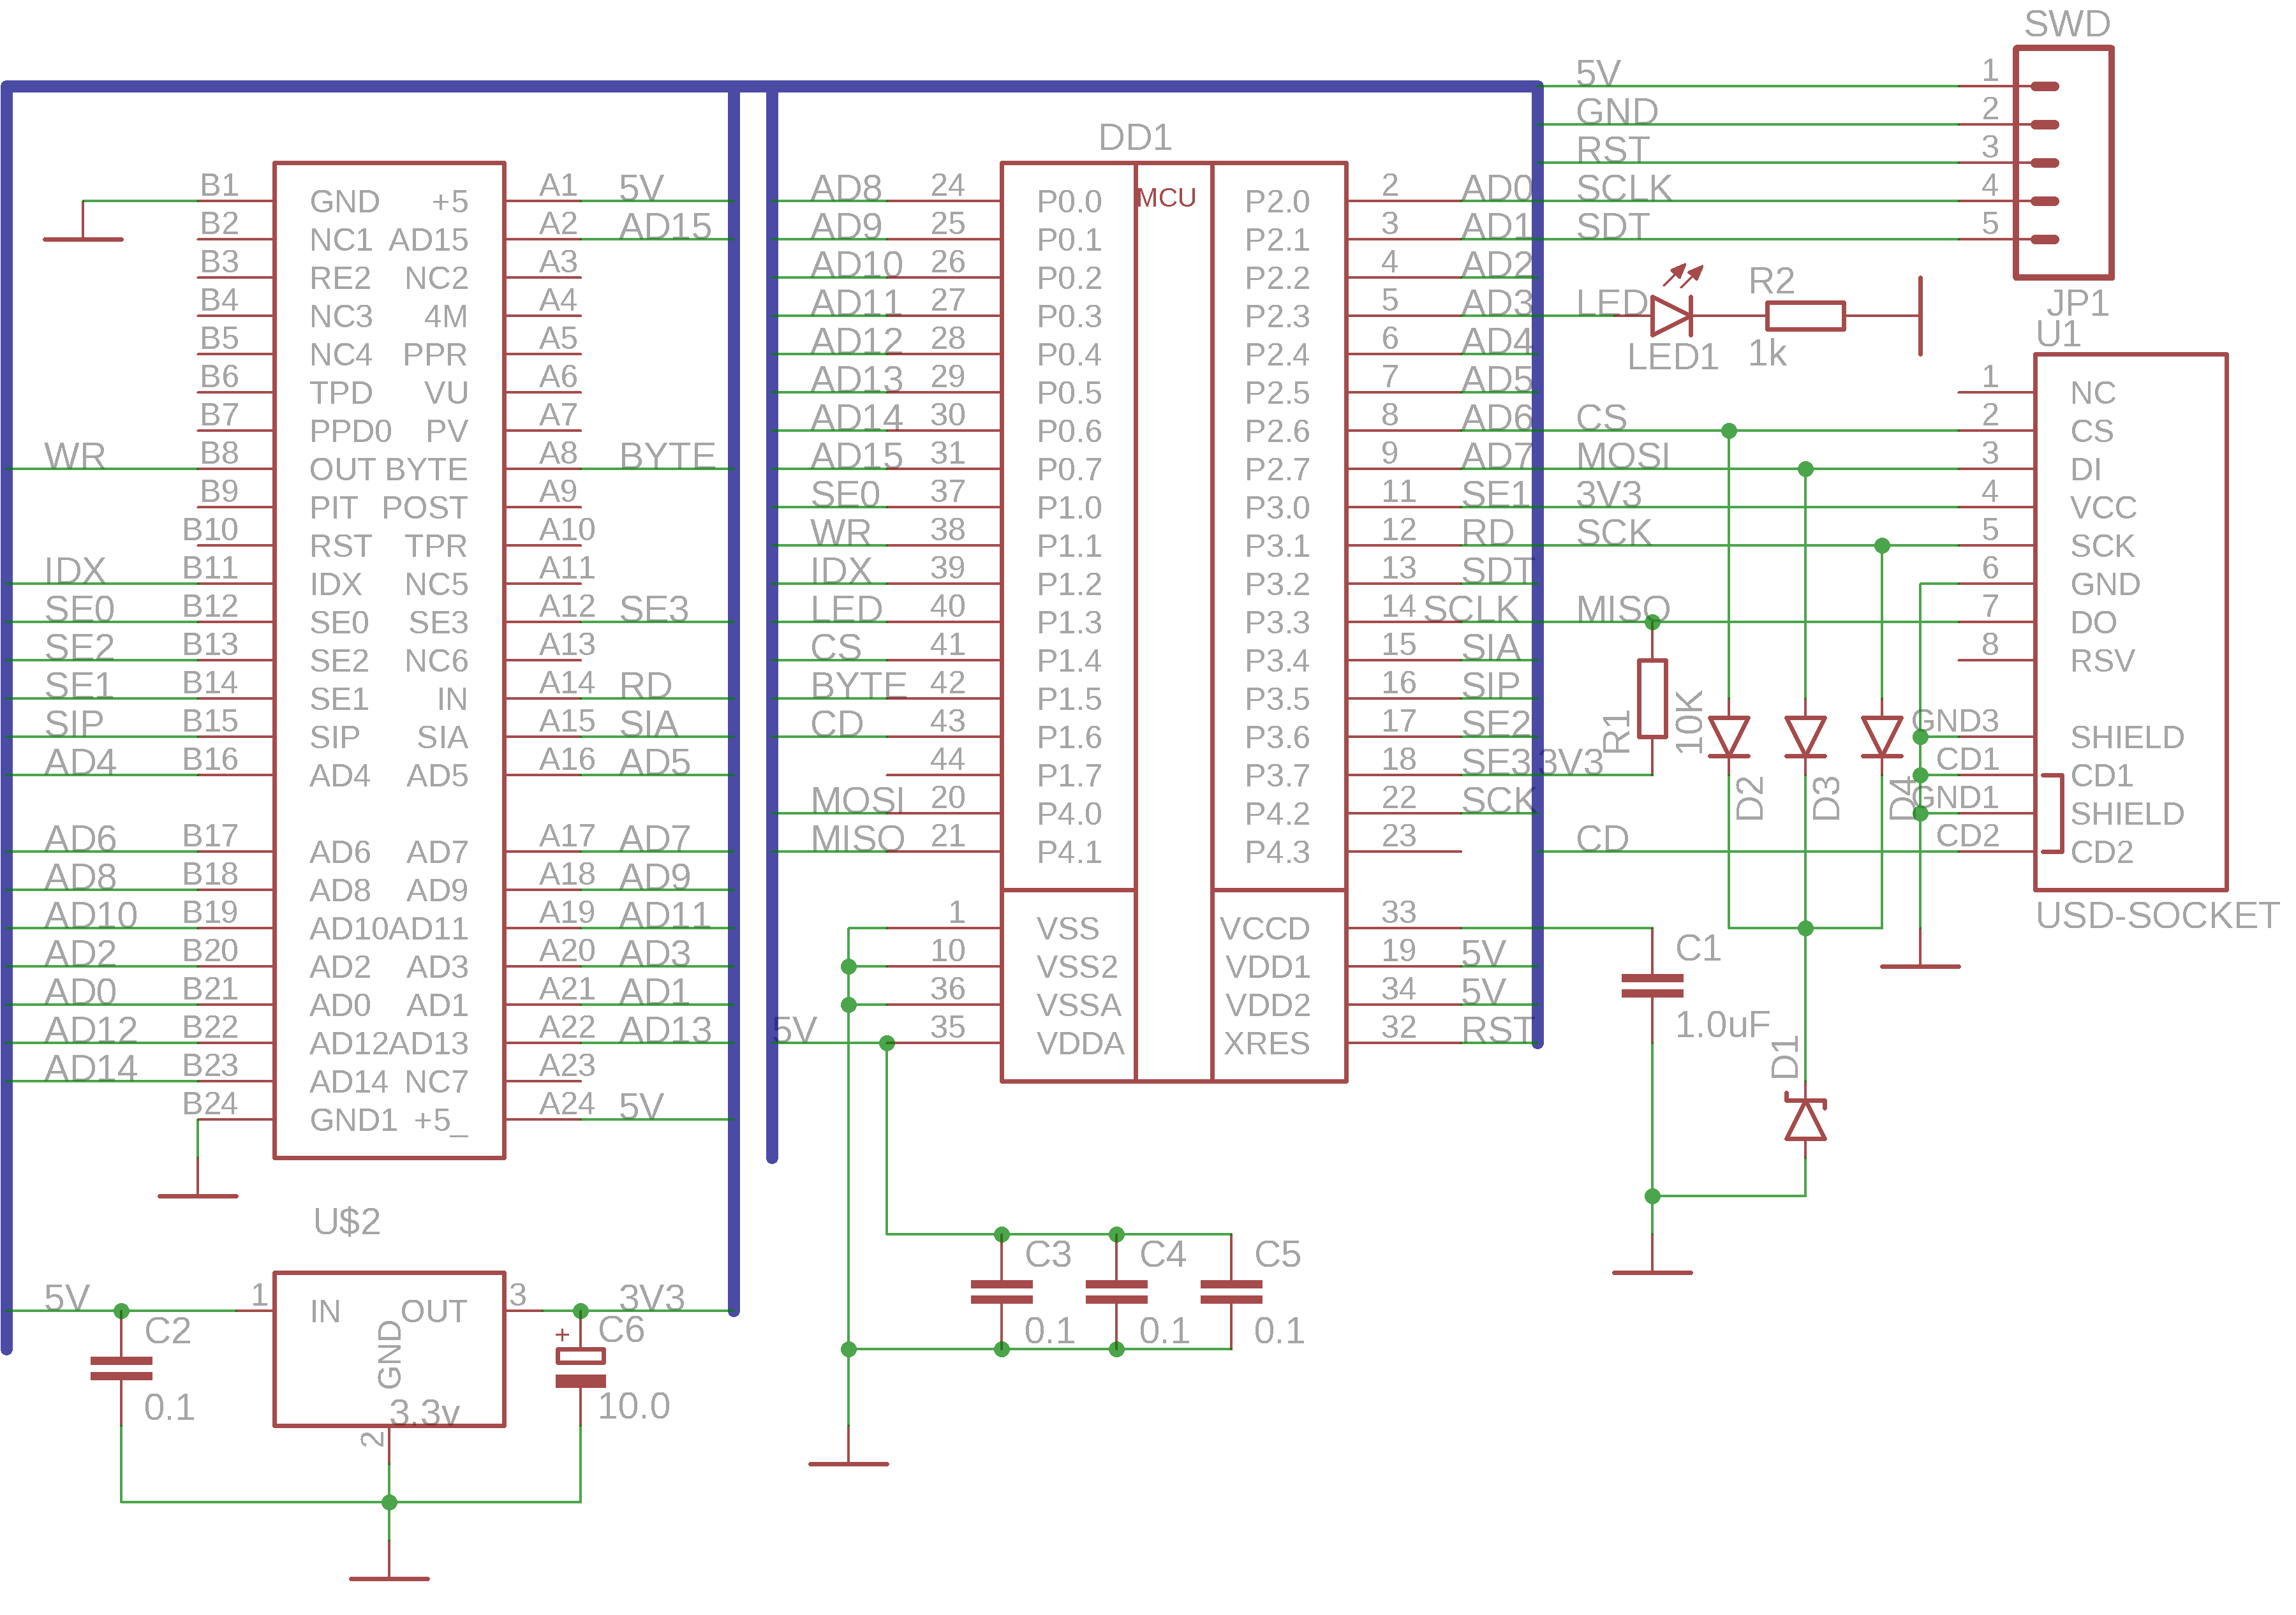 SWD
5V 1
GND 2
RST 3
SCLK 4
SDT 5
JP1
DD1
MCU
B1 GND +5 A1 5V
B2 NC1 AD15 A2 AD15
B3 RE2 NC2 A3
B4 NC3 4M A4
B5 NC4 PPR A5
B6 TPD VU A6
B7 PPD0 PV A7
WR B8 OUT BYTE A8 BYTE
B9 PIT POST A9
B10 RST TPR A10
IDX B11 IDX NC5 A11
SE0 B12 SE0 SE3 A12 SE3
SE2 B13 SE2 NC6 A13
SE1 B14 SE1 IN A14 RD
SIP B15 SIP SIA A15 SIA
AD4 B16 AD4 AD5 A16 AD5
AD6 B17 AD6 AD7 A17 AD7
AD8 B18 AD8 AD9 A18 AD9
AD10 B19 AD10 AD11 A19 AD11
AD2 B20 AD2 AD3 A20 AD3
AD0 B21 AD0 AD1 A21 AD1
AD12 B22 AD12 AD13 A22 AD13
AD14 B23 AD14 NC7 A23
B24 GND1 +5_ A24 5V
AD8 24 P0.0 P2.0 2 AD0
AD9 25 P0.1 P2.1 3 AD1
AD10 26 P0.2 P2.2 4 AD2
AD11 27 P0.3 P2.3 5 AD3
AD12 28 P0.4 P2.4 6 AD4
AD13 29 P0.5 P2.5 7 AD5
AD14 30 P0.6 P2.6 8 AD6
AD15 31 P0.7 P2.7 9 AD7
SE0 37 P1.0 P3.0 11 SE1
WR 38 P1.1 P3.1 12 RD
IDX 39 P1.2 P3.2 13 SDT
LED 40 P1.3 P3.3 14 SCLK
CS 41 P1.4 P3.4 15 SIA
BYTE 42 P1.5 P3.5 16 SIP
CD 43 P1.6 P3.6 17 SE2
44 P1.7 P3.7 18 SE3
MOSI 20 P4.0 P4.2 22 SCK
MISO 21 P4.1 P4.3 23
1 VSS VCCD 33
10 VSS2 VDD1 19 5V
36 VSSA VDD2 34 5V
5V 35 VDDA XRES 32 RST
LED
LED1
R2
1k
U1
1 NC
CS 2 CS
MOSI 3 DI
3V3 4 VCC
SCK 5 SCK
6 GND
MISO 7 DO
8 RSV
GND3 SHIELD
CD1 CD1
GND1 SHIELD
CD CD2 CD2
USD-SOCKET
3V3
R1
10K
D2
D3
D4
C1
1.0uF
D1
C3
0.1
C4
0.1
C5
0.1
U$2
5V 1 IN OUT 3 3V3
GND
3.3v
2
C2
0.1
+
C6
10.0